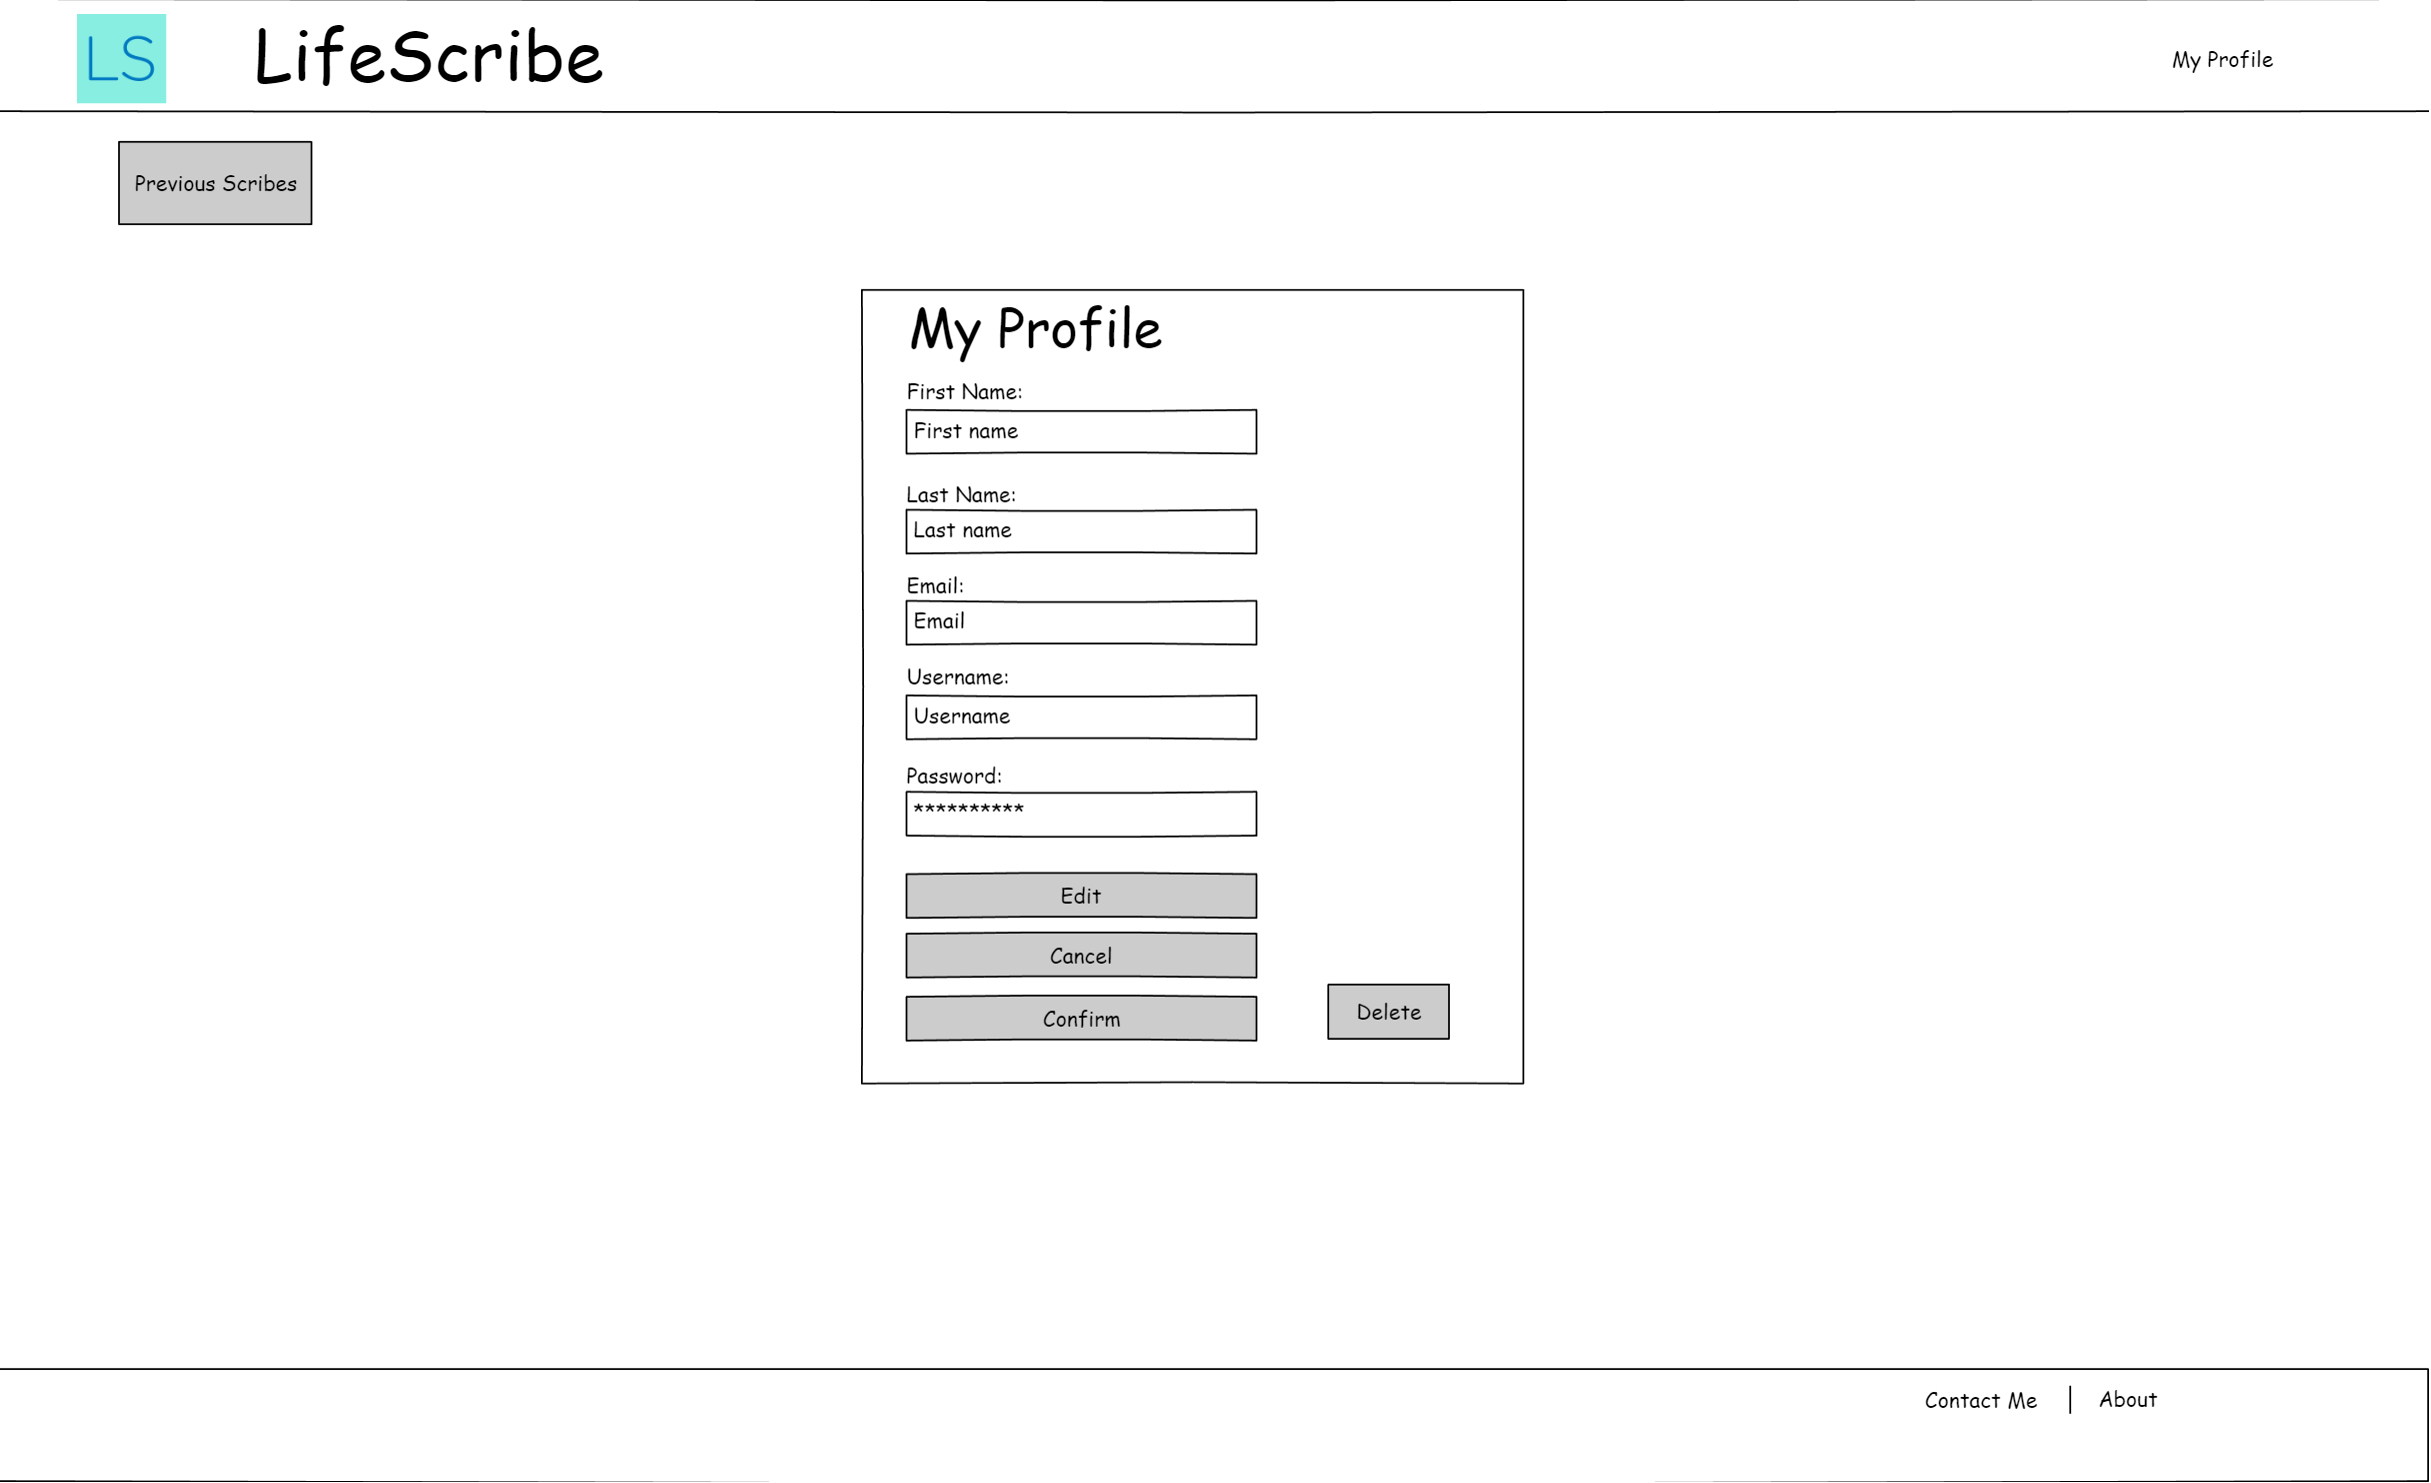 LS
LifeScribe
My Profile
Previous Scribes
My Profile
First Name:
First name
Last Name:
Last name
Email:
Email
Username:
Username
Password:
**********
Edit
Cancel
Confirm
Delete
Contact Me | About